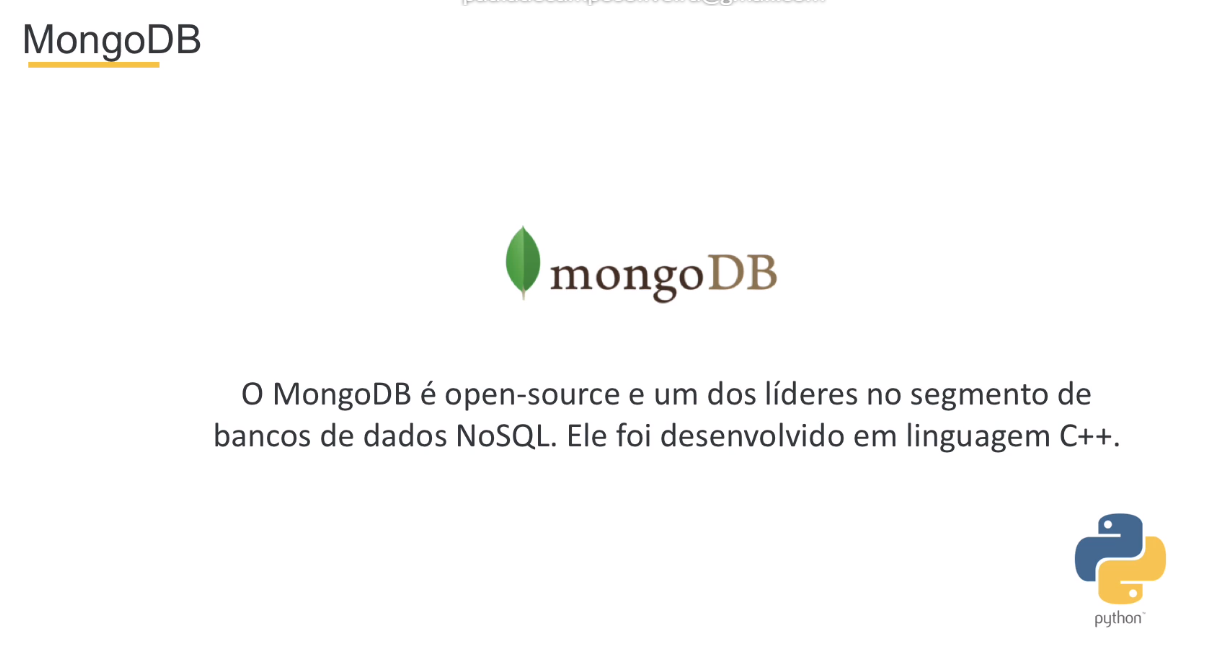 MongoDB
mongoDB
O MongoDB é open-source e um dos líderes no segmento de
bancos de dados NoSQL. Ele foi desenvolvido em linguagem C++.
python